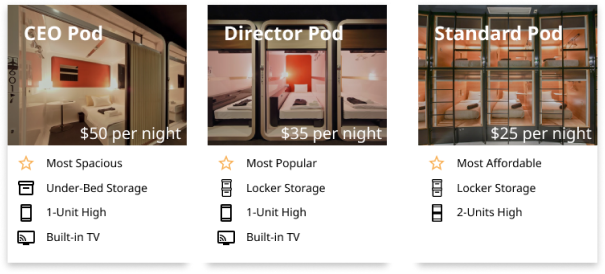 CEO Pod
$50 per night
Most Spacious
Under-Bed Storage
1-Unit High
Built-in TV
Director Pod
$35 per night
Most Popular
Locker Storage
1-Unit High
Built-in TV
Standard Pod
$25 per night
Most Affordable
Locker Storage
2-Units High